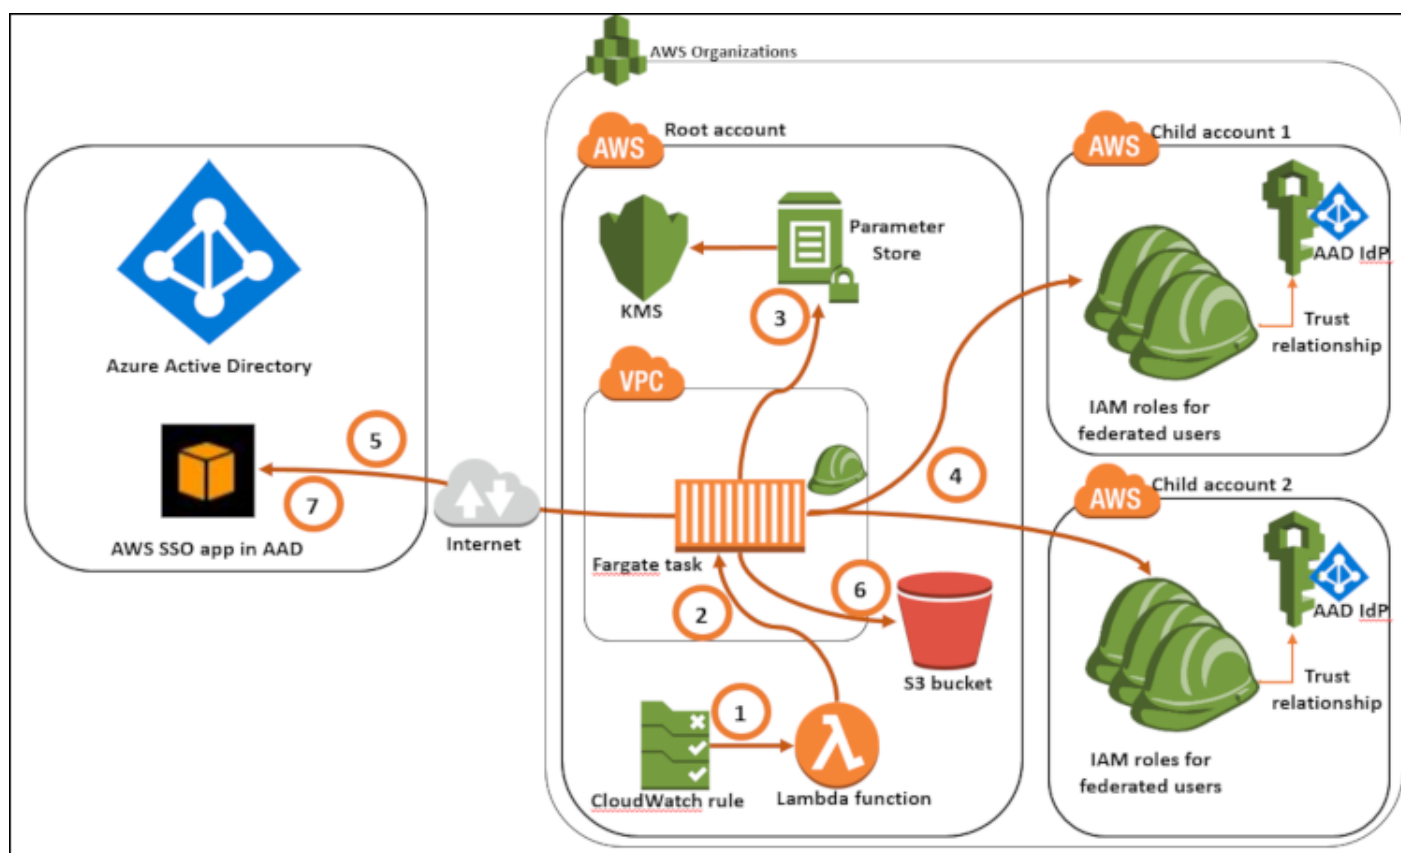 AWS Organizations
AWS
Root account
AWS
Child account 1
Azure Active Directory
KMS
Parameter
Store
3
AAD IdP
Trust
relationship
IAM roles for
federated users
VPC
5
7
AWS SSO app in AAD
Internet
Fargate task
2
4
6
S3 bucket
1
CloudWatch rule
λ
Lambda function
AWS
Child account 2
AAD IdP
Trust
relationship
IAM roles for
federated users